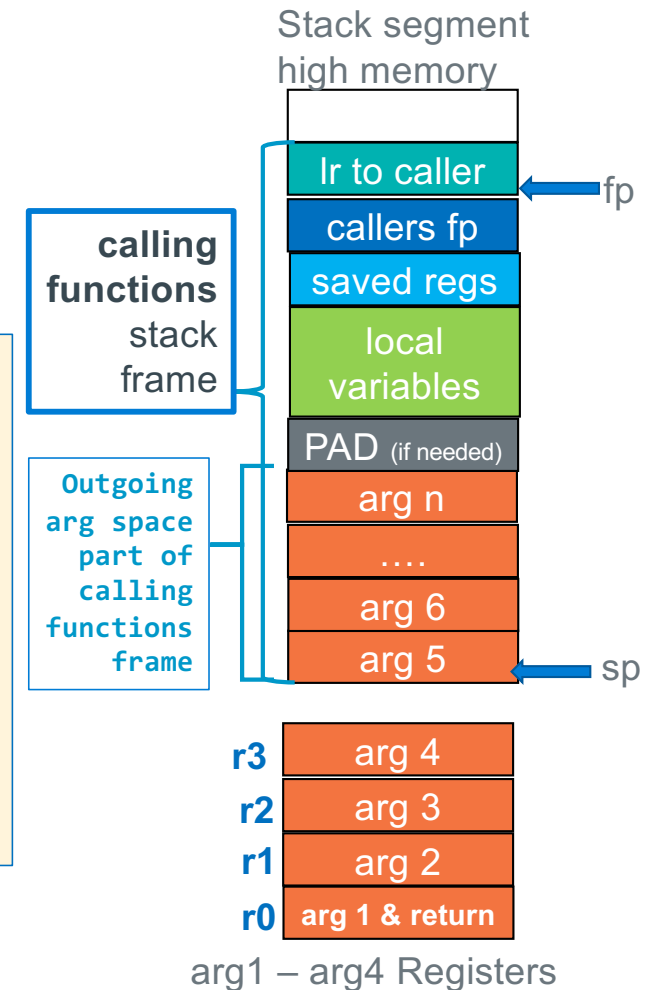 Stack segment
high memory
lr to caller
fp
callers fp
calling
functions
stack
frame
saved regs
local
variables
PAD (if needed)
Outgoing
arg space
part of
calling
functions
frame
arg n
....
arg 6
arg 5
sp
r3 arg 4
r2 arg 3
r1 arg 2
r0 arg 1 & return
arg1 – arg4 Registers